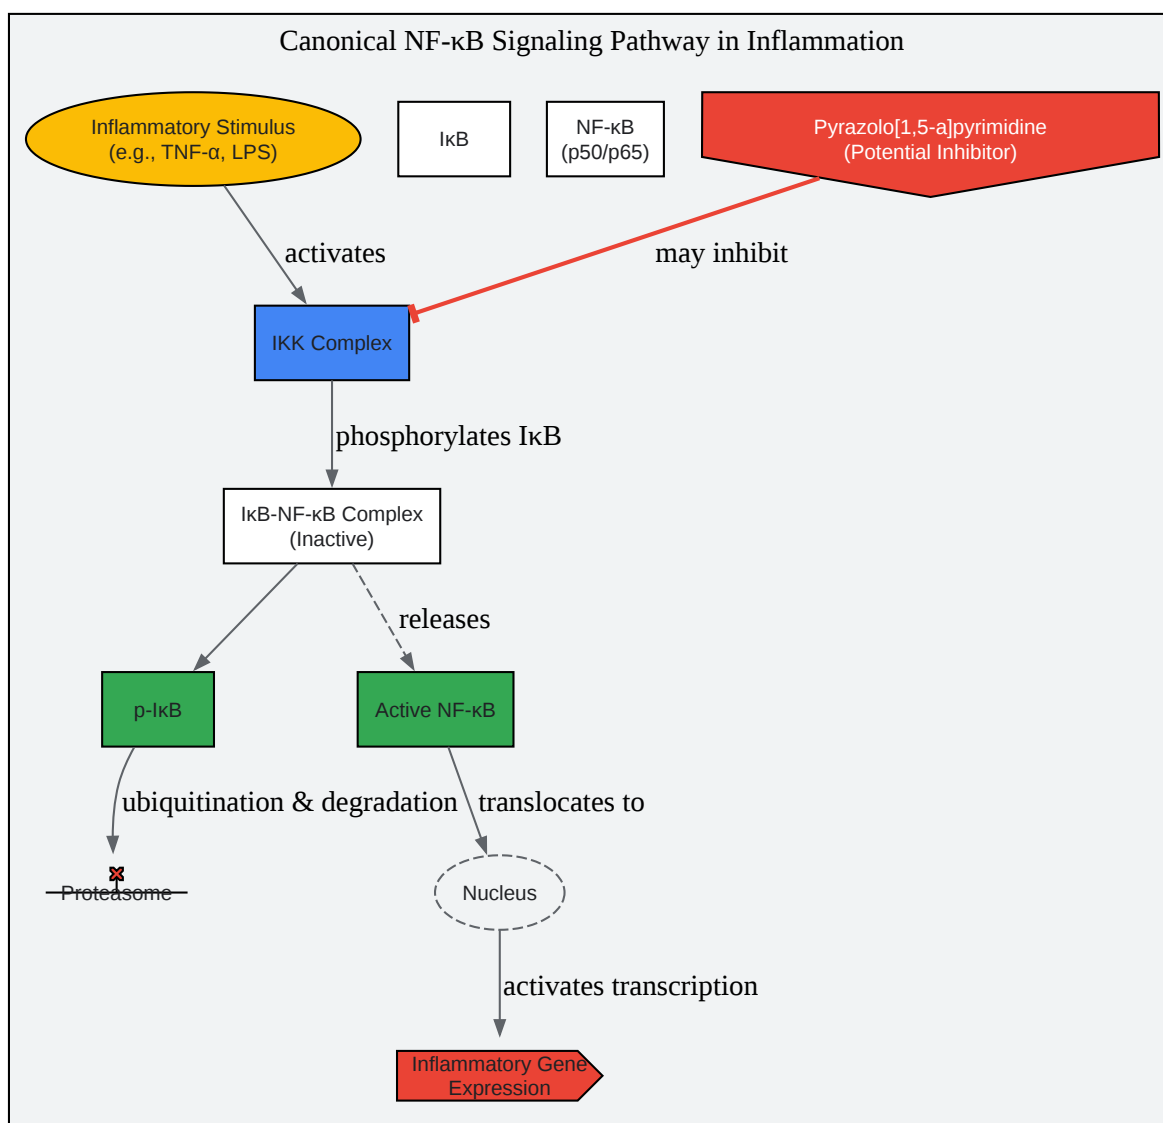 Canonical NF-κB Signaling Pathway in Inflammation
Inflammatory Stimulus
(e.g., TNF-α, LPS)
IκB
NF-κB
(p50/p65)
Pyrazolo[1,5-a]pyrimidine
(Potential Inhibitor)
activates
may inhibit
IKK Complex
phosphorylates IκB
IκB-NF-κB Complex
(Inactive)
releases
p-IκB
Active NF-κB
ubiquitination & degradation
translocates to
Proteasome
Nucleus
activates transcription
Inflammatory Gene
Expression